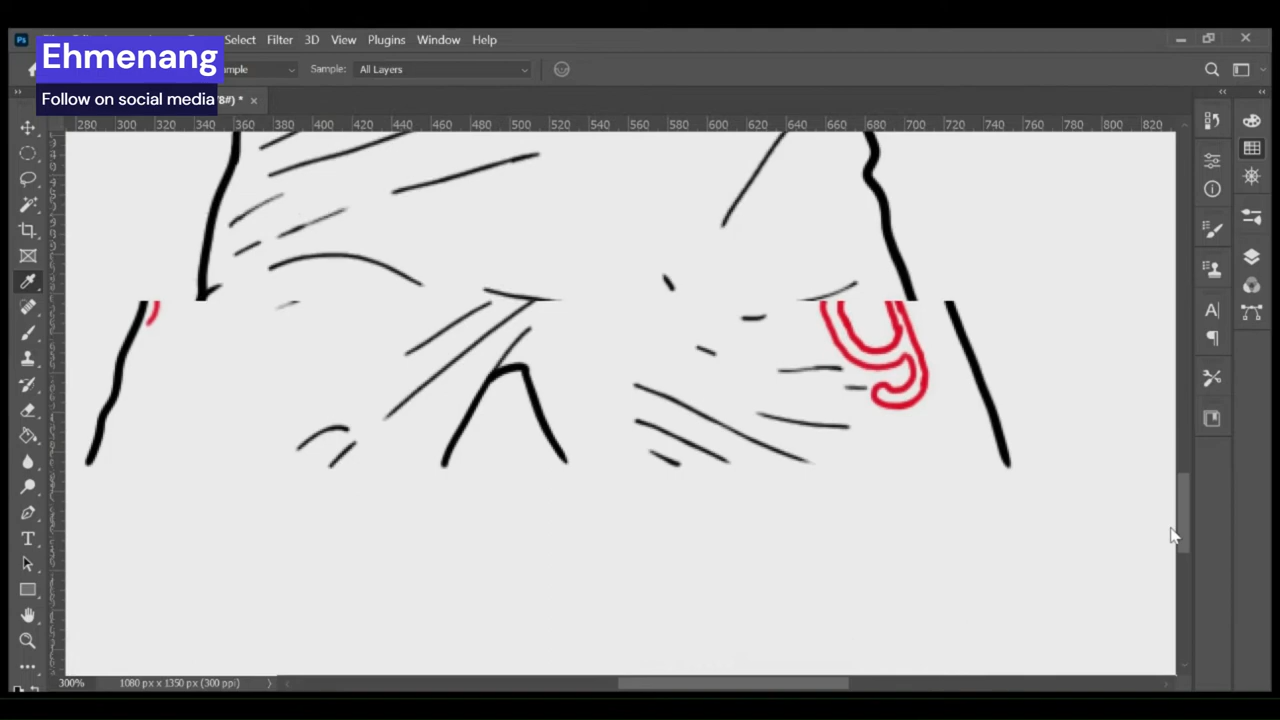 Select Filter 3D View Plugins Window Help
Ehmenang
Sample: All Layers
Follow on social media
280 300 320 340 360 380 400 420 440 460 480 500 520 540 560 580 600 620 640 660 680 700 720 740 760 780 800 820
300% 1080 px x 1350 px (300 ppi)